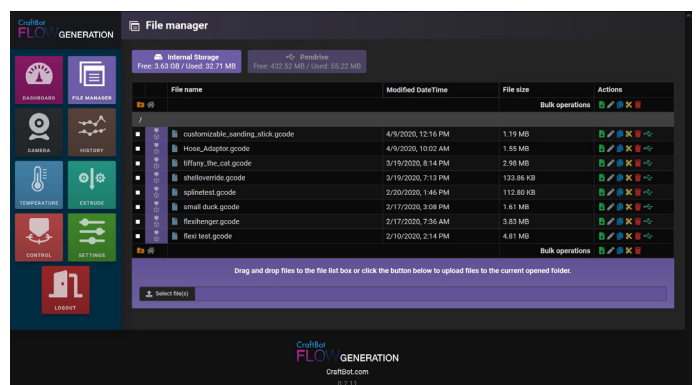 CraftBot
FLOW GENERATION
DASHBOARD
FILE MANAGER
CAMERA
HISTORY
TEMPERATURE
EXTRUDE
CONTROL
SETTINGS
LOGOUT
File manager
Internal Storage
Free: 3.63 GB / Used: 32.71 MB
Pendrive
Free: 432.52 MB / Used: 55.22 MB
File name Modified DateTime File size Actions
Bulk operations
/
customizable_sanding_stick.gcode 4/9/2020, 12:16 PM 1.19 MB
Hose_Adaptor.gcode 4/9/2020, 10:02 AM 1.55 MB
tiffany_the_cat.gcode 3/19/2020, 8:14 PM 2.98 MB
shelloverride.gcode 3/19/2020, 7:13 PM 133.86 KB
splinetest.gcode 2/20/2020, 1:46 PM 112.80 KB
small duck.gcode 2/17/2020, 3:08 PM 1.61 MB
flexihenger.gcode 2/17/2020, 7:36 AM 3.83 MB
flexi test.gcode 2/10/2020, 2:14 PM 4.81 MB
Bulk operations
Drag and drop files to the file list box or click the button below to upload files to the current opened folder.
Select file(s)
CraftBot
FLOW GENERATION
CraftBot.com
0.7.11